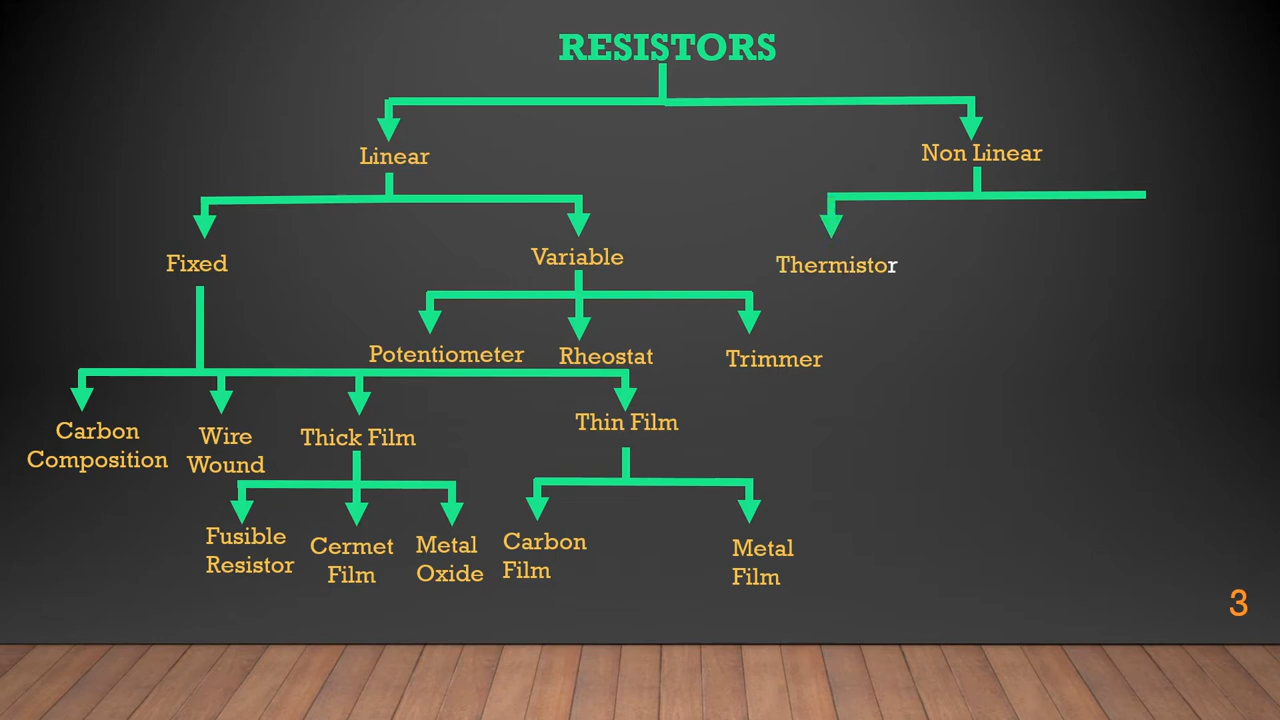 RESISTORS
Linear
Non Linear
Fixed
Variable
Thermistor
Potentiometer
Rheostat
Trimmer
Carbon
Composition
Wire
Wound
Thick Film
Thin Film
Fusible
Resistor
Cermet
Film
Metal
Oxide
Carbon
Film
Metal
Film
3